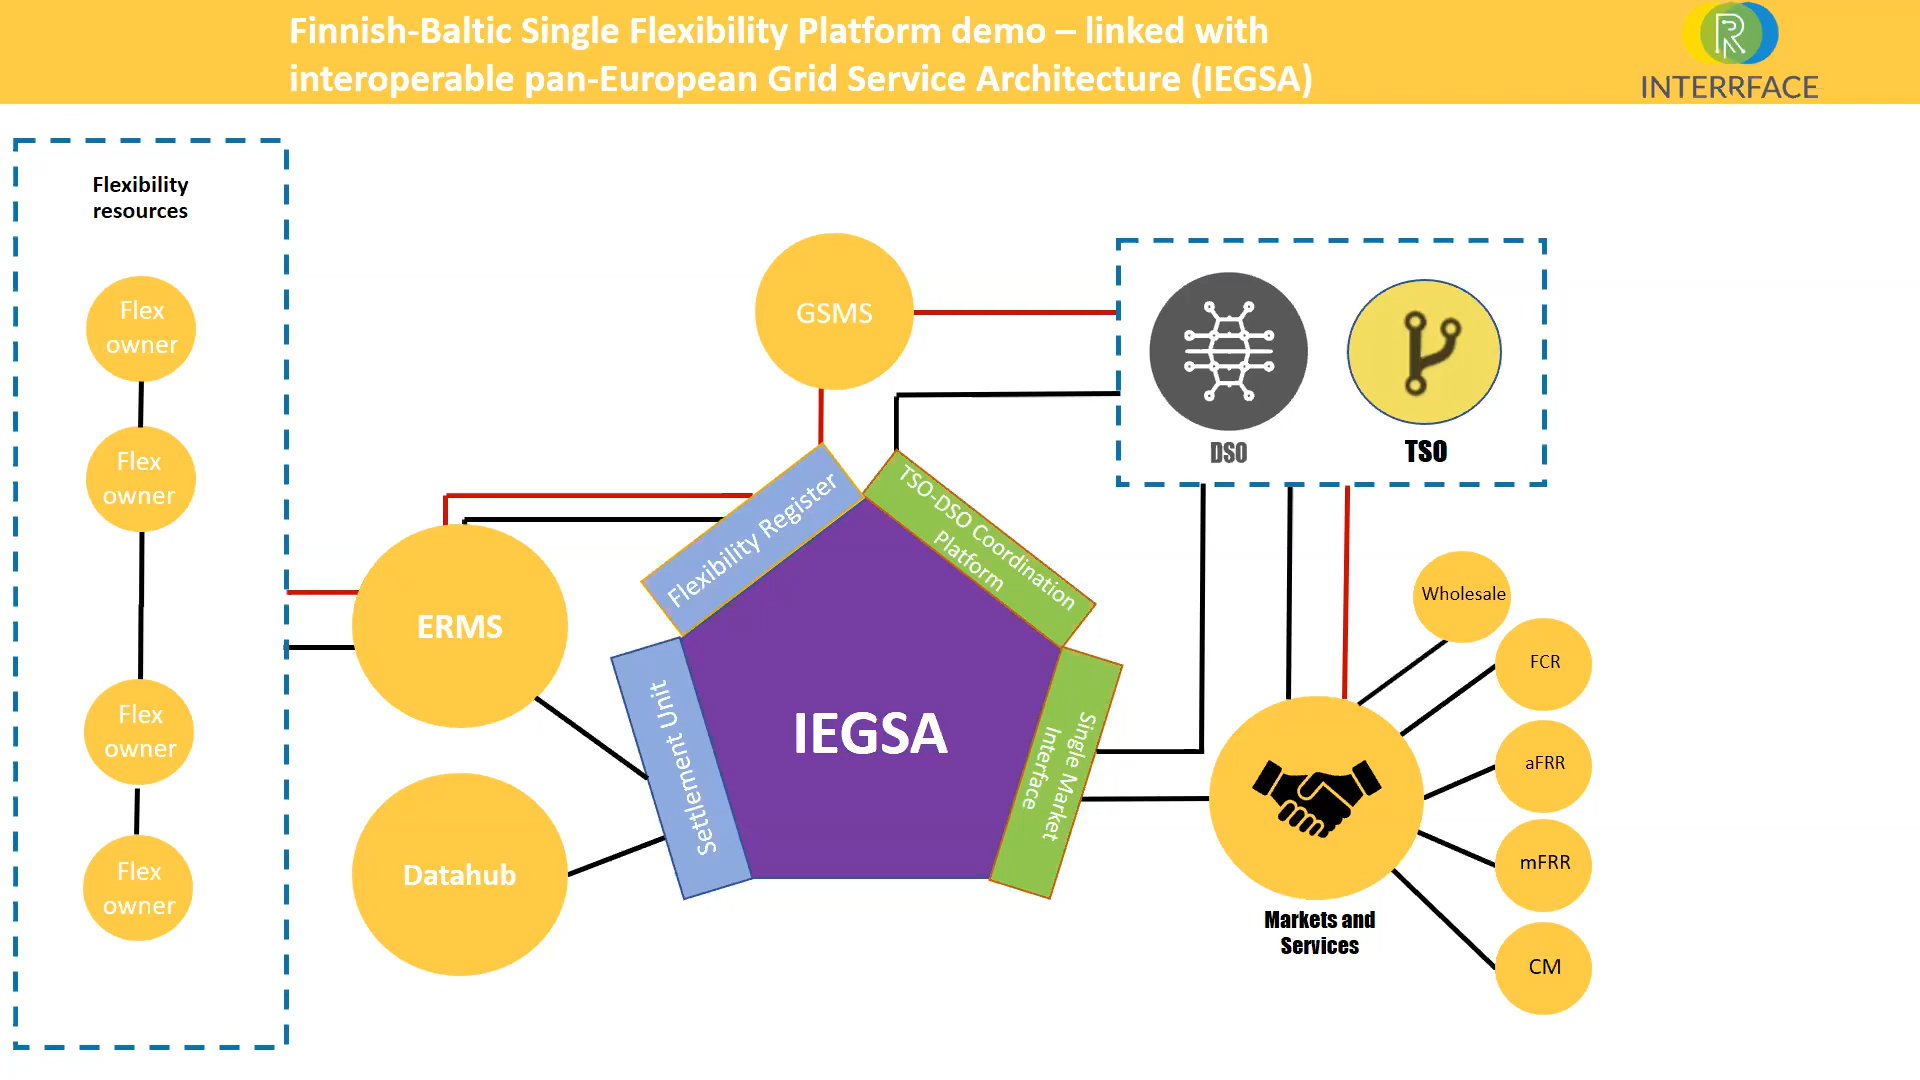 Finnish-Baltic Single Flexibility Platform demo – linked with
interoperable pan-European Grid Service Architecture (IEGSA)
INTERRFACE
Flexibility
resources
Flex
owner
Flex
owner
Flex
owner
Flex
owner
GSMS
ERMS
Datahub
Flexibility Register
Settlement Unit
IEGSA
TSO-DSO Coordination
Platform
Single Market
Interface
DSO
TSO
Markets and
Services
Wholesale
FCR
aFRR
mFRR
CM